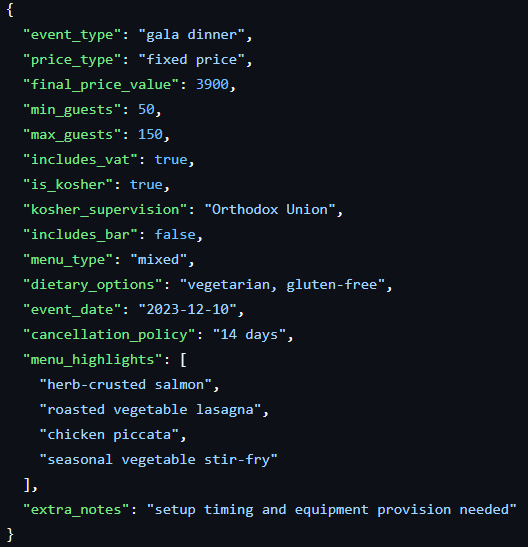 {
  "event_type": "gala dinner",
  "price_type": "fixed price",
  "final_price_value": 3900,
  "min_guests": 50,
  "max_guests": 150,
  "includes_vat": true,
  "is_kosher": true,
  "kosher_supervision": "Orthodox Union",
  "includes_bar": false,
  "menu_type": "mixed",
  "dietary_options": "vegetarian, gluten-free",
  "event_date": "2023-12-10",
  "cancellation_policy": "14 days",
  "menu_highlights": [
    "herb-crusted salmon",
    "roasted vegetable lasagna",
    "chicken piccata",
    "seasonal vegetable stir-fry"
  ],
  "extra_notes": "setup timing and equipment provision needed"
}